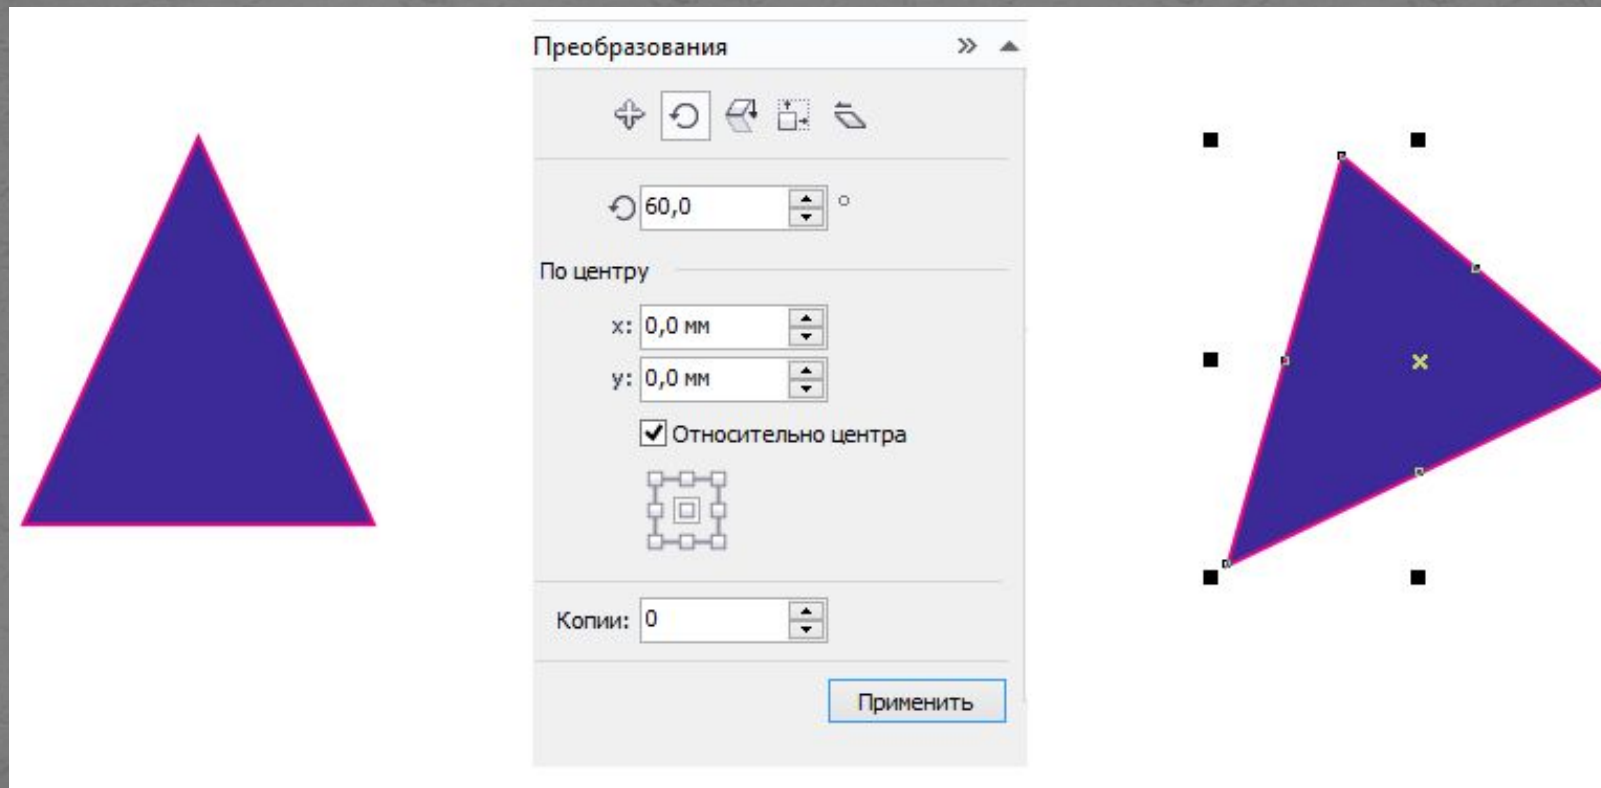 Преобразования
60,0 °
По центру
x: 0,0 мм
y: 0,0 мм
Относительно центра
Копии: 0
Применить